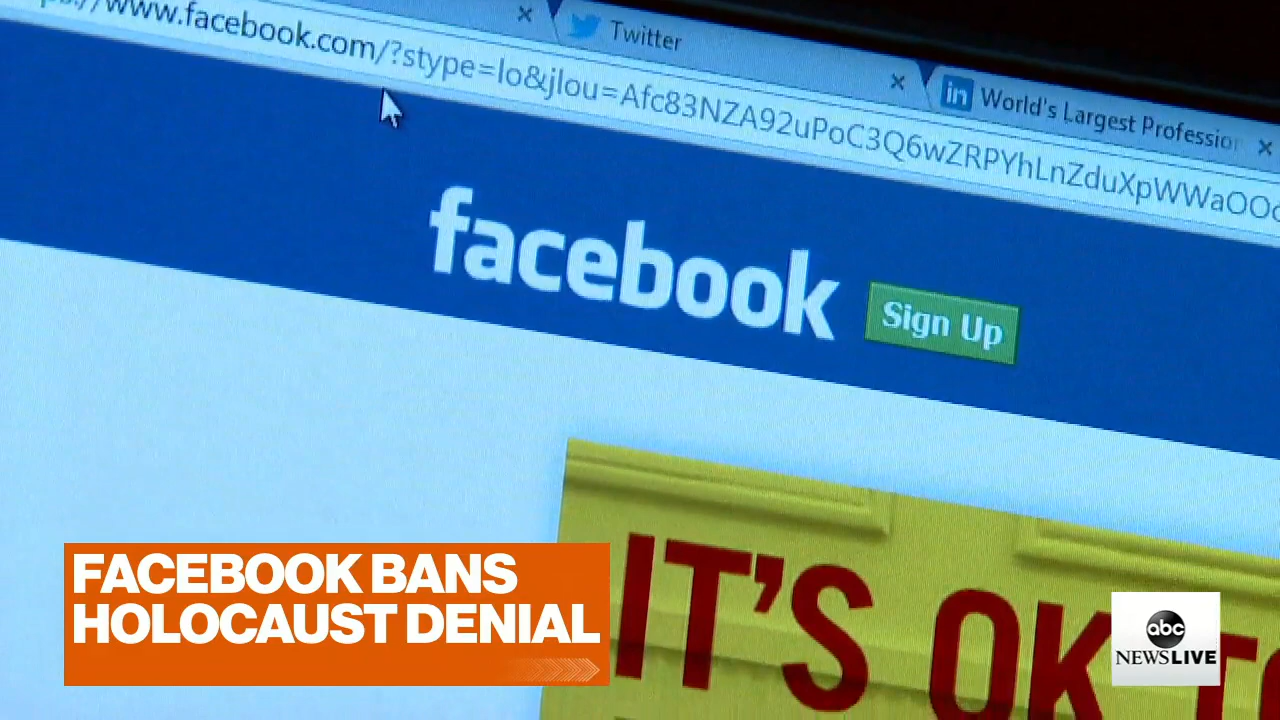 Twitter
in World's Largest Profession
www.facebook.com/?stype=lo&jlou=Afc83NZA92uPoC3Q6wZRPYhLnZduXpWWaOO
facebook
Sign Up
IT'S OK
FACEBOOK BANS
HOLOCAUST DENIAL
abc
NEWS LIVE